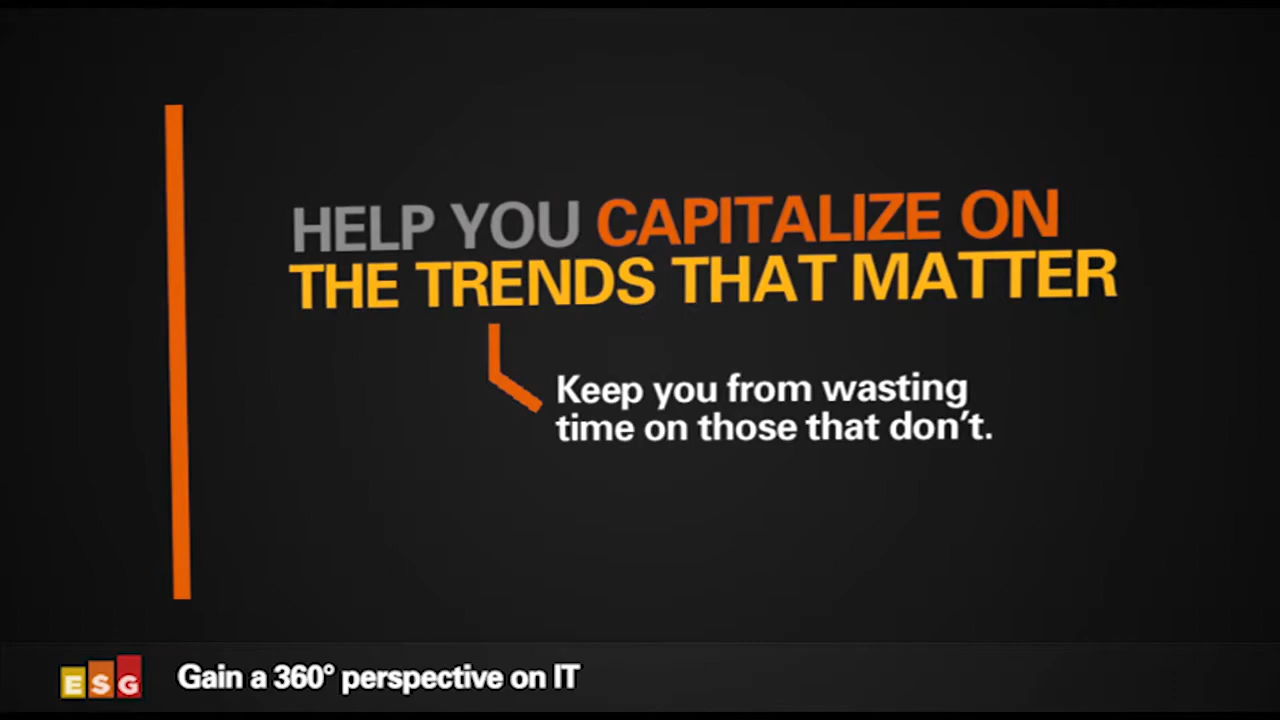 HELP YOU CAPITALIZE ON
THE TRENDS THAT MATTER
Keep you from wasting
time on those that don't.
ESG
Gain a 360° perspective on IT